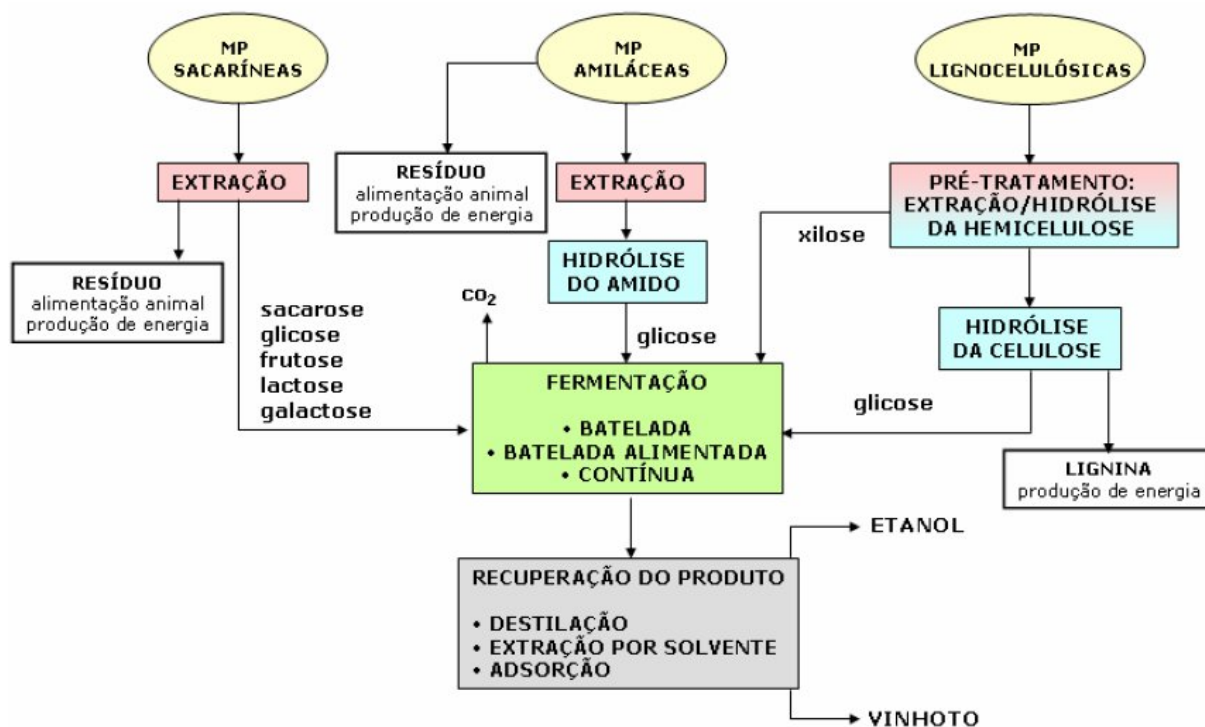 MP
SACARÍNEAS
MP
AMILÁCEAS
MP
LIGNOCELULÓSICAS
EXTRAÇÃO
RESÍDUO
alimentação animal
produção de energia
EXTRAÇÃO
PRÉ-TRATAMENTO:
EXTRAÇÃO/HIDRÓLISE
DA HEMICELULOSE
xilose
RESÍDUO
alimentação animal
produção de energia
HIDRÓLISE
DO AMIDO
CO₂
sacarose
glicose
frutose
lactose
galactose
glicose
HIDRÓLISE
DA CELULOSE
FERMENTAÇÃO
• BATELADA
• BATELADA ALIMENTADA
• CONTÍNUA
glicose
LIGNINA
produção de energia
RECUPERAÇÃO DO PRODUTO
• DESTILAÇÃO
• EXTRAÇÃO POR SOLVENTE
• ADSORÇÃO
ETANOL
VINHOTO